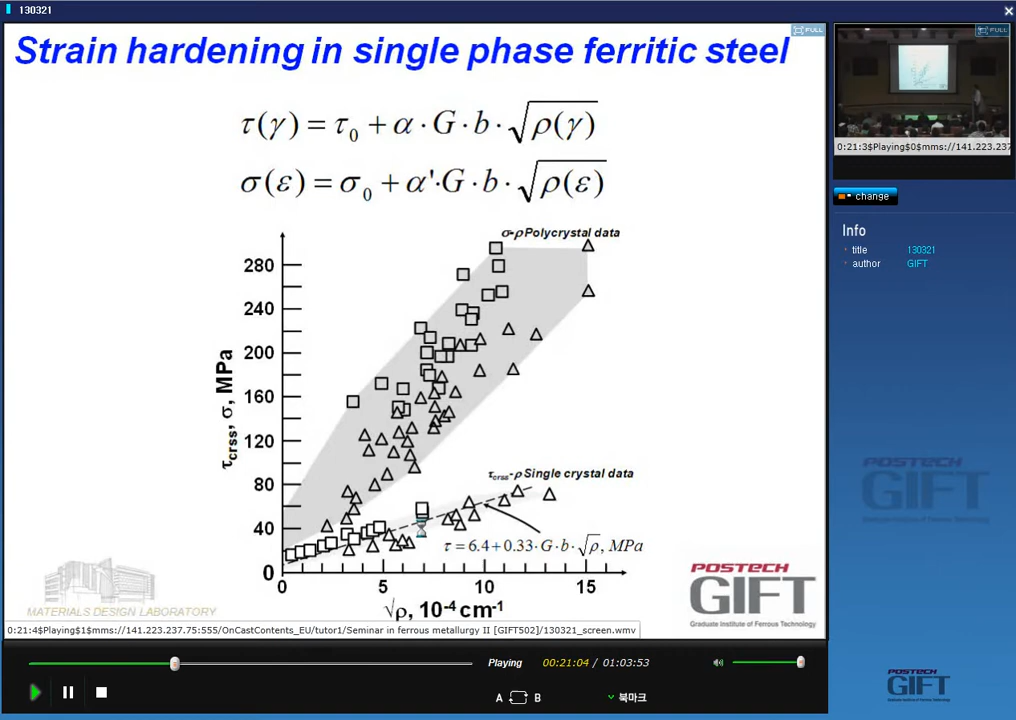 130321
Strain hardening in single phase ferritic steel
FULL
τ(γ) = τ₀ + α · G · b · √ρ(γ)
σ(ε) = σ₀ + α'·G · b · √ρ(ε)
σ-ρ Polycrystal data
280
240
200
160
120
80
40
0
τcrss, σ, MPa
τcrss-ρ Single crystal data
τ = 6.4 + 0.33 · G · b · √ρ, MPa
0
5
10
15
√ρ, 10⁻⁴ cm⁻¹
MATERIALS DESIGN LABORATORY
POSTECH
GIFT
Graduate Institute of Ferrous Technology
0:21:4$Playing$1$mms://141.223.237.75:555/OnCastContents_EU/tutor1/Seminar in ferrous metallurgy II [GIFT502]/130321_screen.wmv
Playing
00:21:04 / 01:03:53
A
B
북마크
FULL
0:21:3$Playing$0$mms://141.223.237
change
Info
title
130321
author
GIFT
POSTECH
GIFT
POSTECH
GIFT